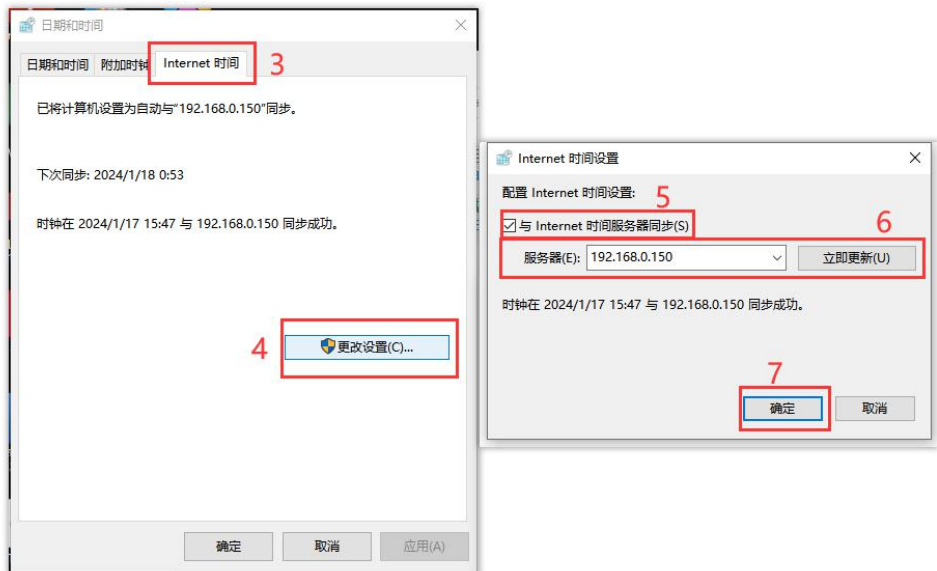 日期和时间
日期和时间 附加时钟 Internet 时间 3
已将计算机设置为自动与“192.168.0.150”同步。
下次同步: 2024/1/18 0:53
时钟在 2024/1/17 15:47 与 192.168.0.150 同步成功。
4 更改设置(C)...
确定 取消 应用(A)
Internet 时间设置
配置 Internet 时间设置:
5
与 Internet 时间服务器同步(S)
6
服务器(E): 192.168.0.150 立即更新(U)
时钟在 2024/1/17 15:47 与 192.168.0.150 同步成功。
7
确定 取消